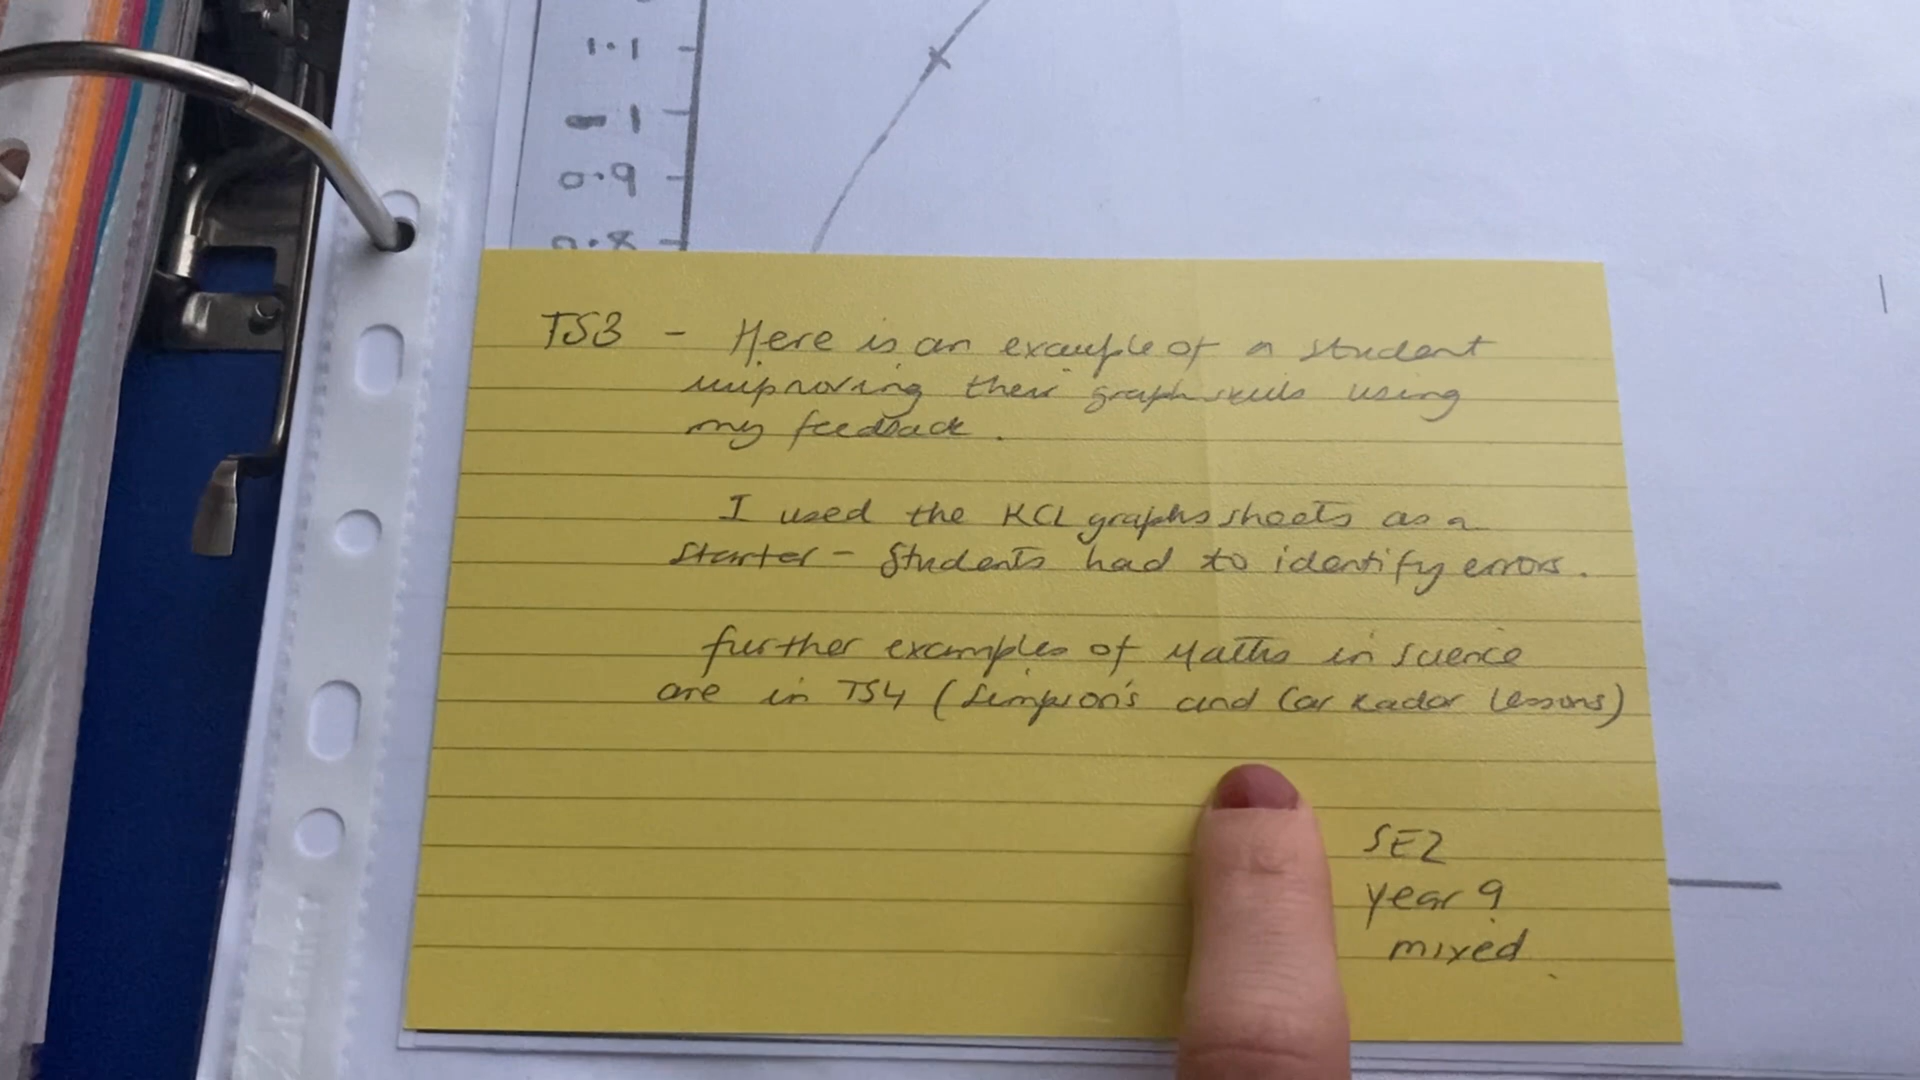 1.1
1
0.9
0.8
TS3 - Here is an example of a student
improving their graph skills using
my feedback.
I used the KCL graphs sheets as a
starter - Students had to identify errors.
further examples of Maths in science
are in TS4 (Simpson's and Car Radar lessons)
SE2
year 9
mixed